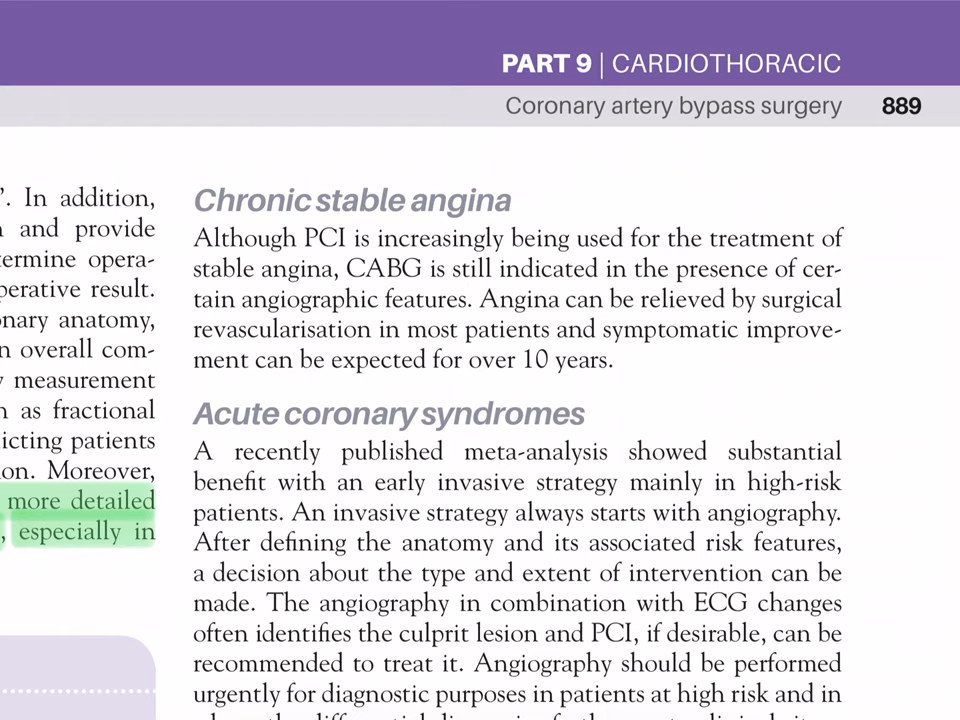 PART 9 | CARDIOTHORACIC
Coronary artery bypass surgery 889
’. In addition,
and provide
opera-
perative result.
anatomy,
overall com-
measurement
as fractional
patients
Moreover,
more detailed
, especially in
Chronic stable angina
Although PCI is increasingly being used for the treatment of
stable angina, CABG is still indicated in the presence of cer-
tain angiographic features. Angina can be relieved by surgical
revascularisation in most patients and symptomatic improve-
ment can be expected for over 10 years.
Acute coronary syndromes
A recently published meta-analysis showed substantial
benefit with an early invasive strategy mainly in high-risk
patients. An invasive strategy always starts with angiography.
After defining the anatomy and its associated risk features,
a decision about the type and extent of intervention can be
made. The angiography in combination with ECG changes
often identifies the culprit lesion and PCI, if desirable, can be
recommended to treat it. Angiography should be performed
urgently for diagnostic purposes in patients at high risk and in